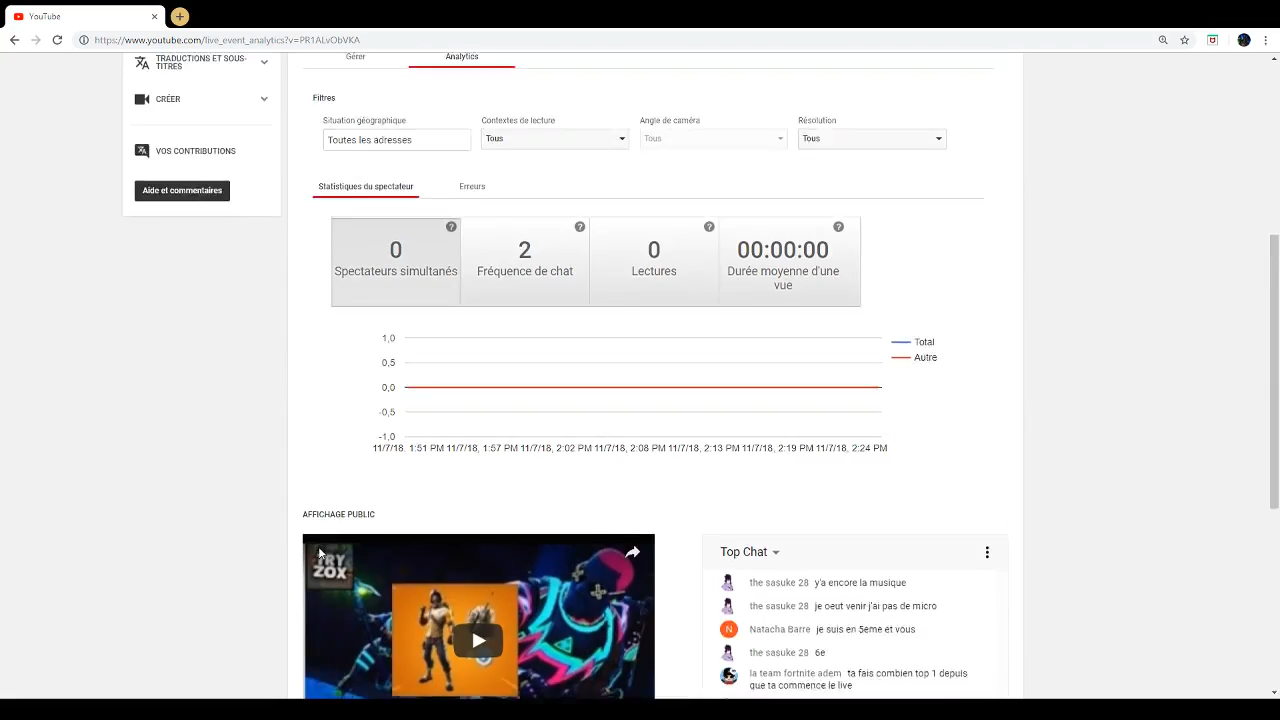 YouTube
https://www.youtube.com/live_event_analytics?v=PR1ALvObVKA
TRADUCTIONS ET SOUS-
TITRES
CRÉER
VOS CONTRIBUTIONS
Aide et commentaires
Gérer
Analytics
Filtres
Situation géographique
Contextes de lecture
Angle de caméra
Résolution
Toutes les adresses
Tous
Tous
Tous
Statistiques du spectateur
Erreurs
0
Spectateurs simultanés
2
Fréquence de chat
0
Lectures
00:00:00
Durée moyenne d'une
vue
1,0
0,5
0,0
-0,5
-1,0
Total
Autre
11/7/18, 1:51 PM 11/7/18, 1:57 PM 11/7/18, 2:02 PM 11/7/18, 2:08 PM 11/7/18, 2:13 PM 11/7/18, 2:19 PM 11/7/18, 2:24 PM
AFFICHAGE PUBLIC
TRY
ZOX
Top Chat
the sasuke 28 y'a encore la musique
the sasuke 28 je oeut venir j'ai pas de micro
N
Natacha Barre je suis en 5ème et vous
the sasuke 28 6e
la team fortnite adem ta fais combien top 1 depuis
que ta commence le live